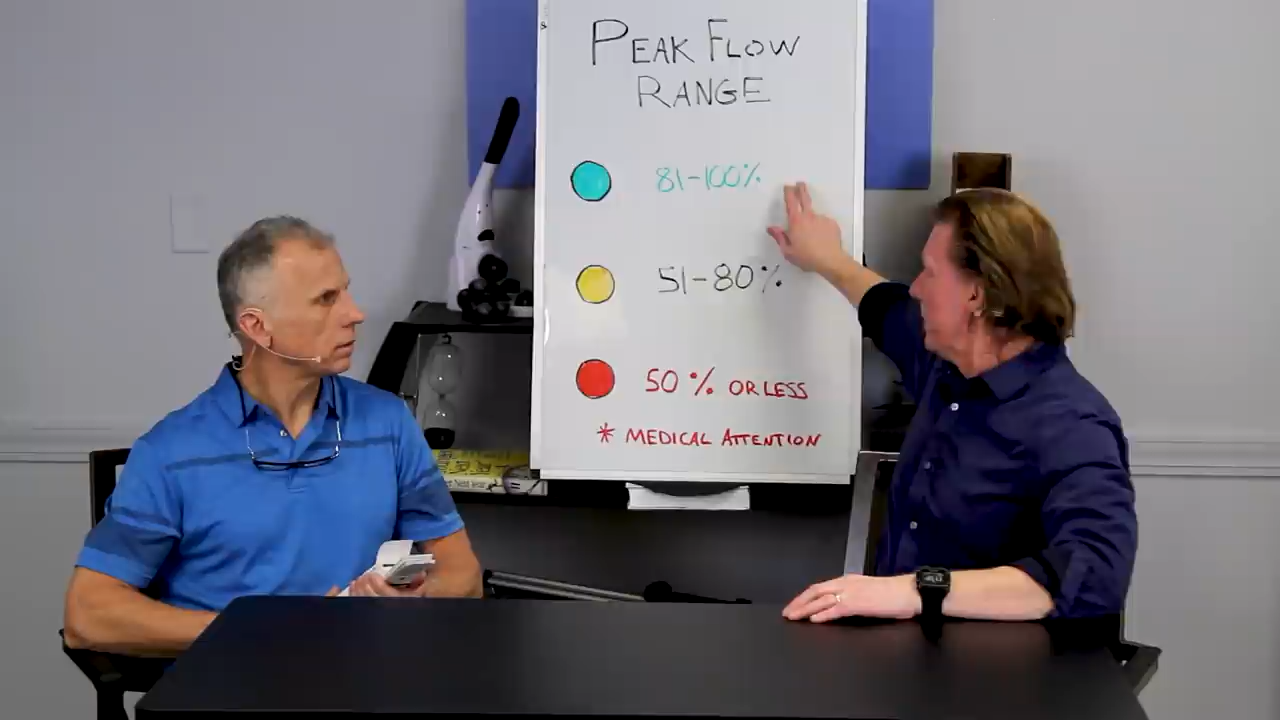 PEAK FLOW
RANGE
81-100%
51-80%
50% OR LESS
* MEDICAL ATTENTION